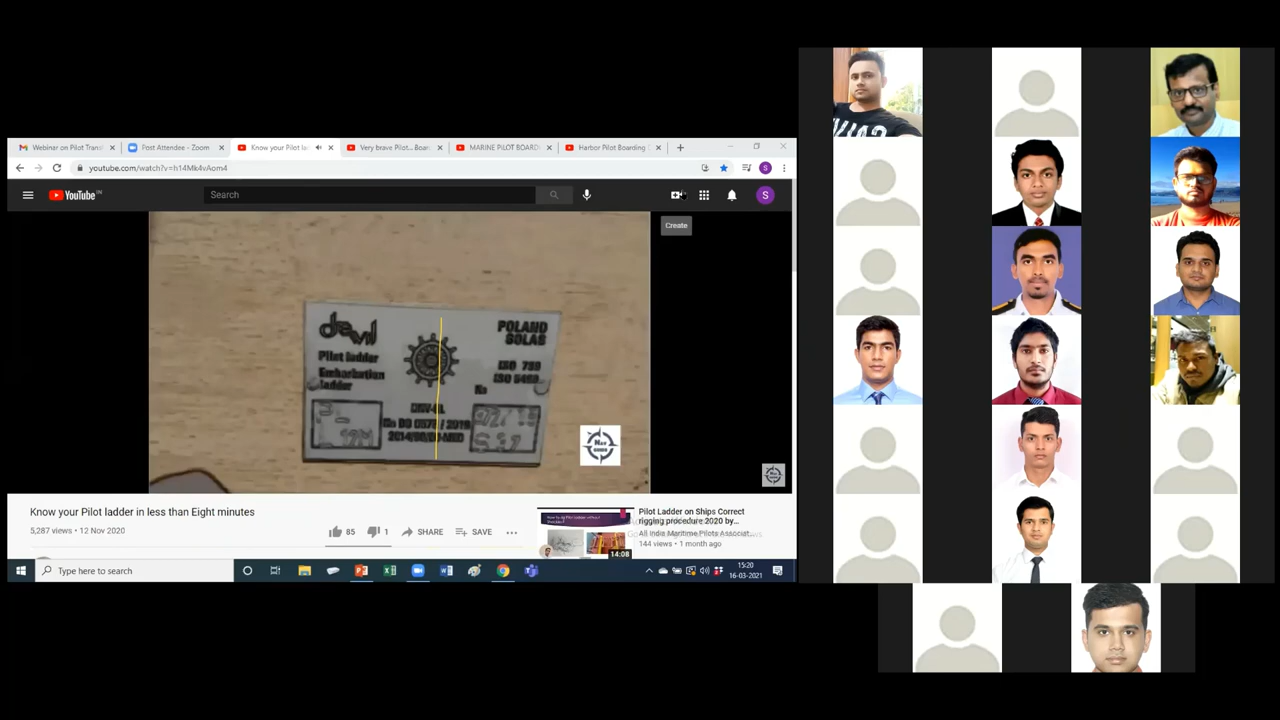 Webinar on Pilot Trans
Post Attendee - Zoom
Know your Pilot la
Very brave Pilot... Boar
MARINE PILOT BOARD
Harbor Pilot Boarding
youtube.com/watch?v=h14Mk4vAom4
S
YouTube IN
Search
S
Create
Pilot ladder
Embarkation
ladder
POLAND
SOLAS
ISO 799
No
Know your Pilot ladder in less than Eight minutes
5,287 views • 12 Nov 2020
85
1
SHARE
SAVE
Pilot Ladder on Ships Correct
rigging procedure 2020 by...
All India Maritime Pilots Associat...
144 views • 1 month ago
14:08
Type here to search
15:20
16-03-2021